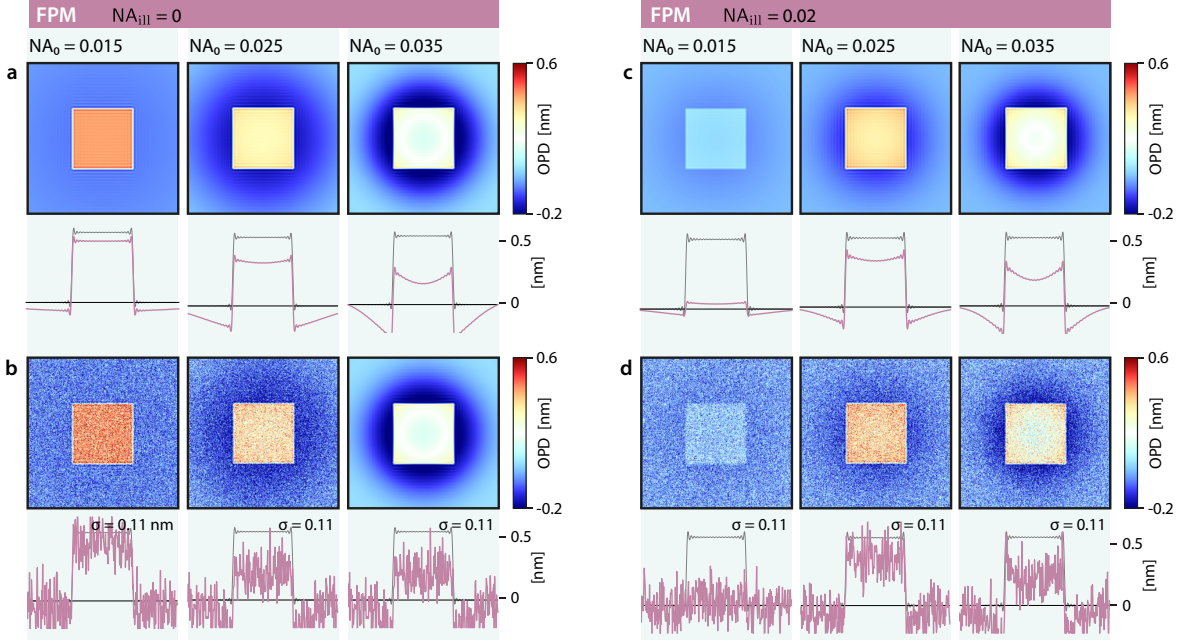 FPM NA_ill = 0
NA₀ = 0.015 NA₀ = 0.025 NA₀ = 0.035
a
0.6
OPD [nm]
-0.2
0.5
[nm]
0
b
0.6
OPD [nm]
-0.2
σ = 0.11 nm σ = 0.11 σ = 0.11
0.5
[nm]
0
FPM NA_ill = 0.02
NA₀ = 0.015 NA₀ = 0.025 NA₀ = 0.035
c
0.6
OPD [nm]
-0.2
0.5
[nm]
0
d
0.6
OPD [nm]
-0.2
σ = 0.11 σ = 0.11 σ = 0.11
0.5
[nm]
0